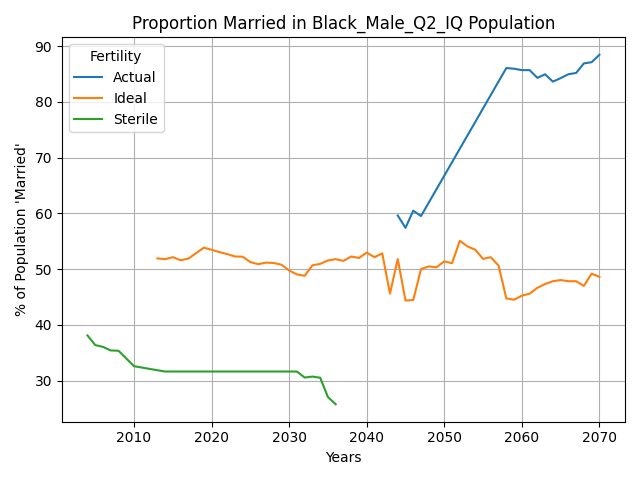 Proportion Married in Black_Male_Q2_IQ Population
% of Population 'Married'
90
80
70
60
50
40
30
Fertility
Actual
Ideal
Sterile
2010 2020 2030 2040 2050 2060 2070
Years